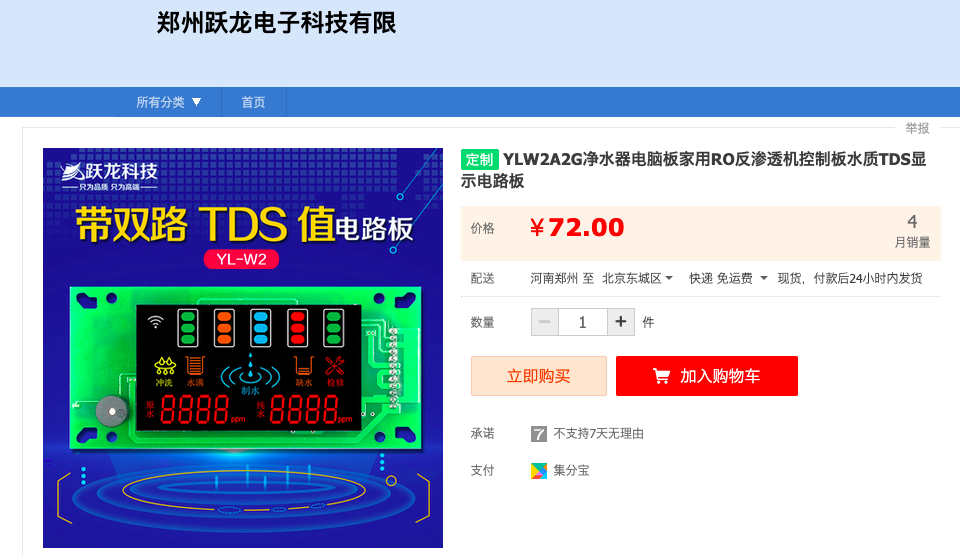 郑州跃龙电子科技有限
所有分类 ▼ 首页
举报
跃龙科技
只为品质 只为高端
带双路 TDS 值电路板
YL-W2
冲洗 水满 制水 缺水 检修
原水 8888 ppm 纯水 8888 ppm
定制 YLW2A2G净水器电脑板家用RO反渗透机控制板水质TDS显
示电路板
价格 ¥72.00 4
月销量
配送 河南郑州 至 北京东城区 快递 免运费 现货，付款后24小时内发货
数量 − 1 + 件
立即购买 加入购物车
承诺 7 不支持7天无理由
支付 集分宝